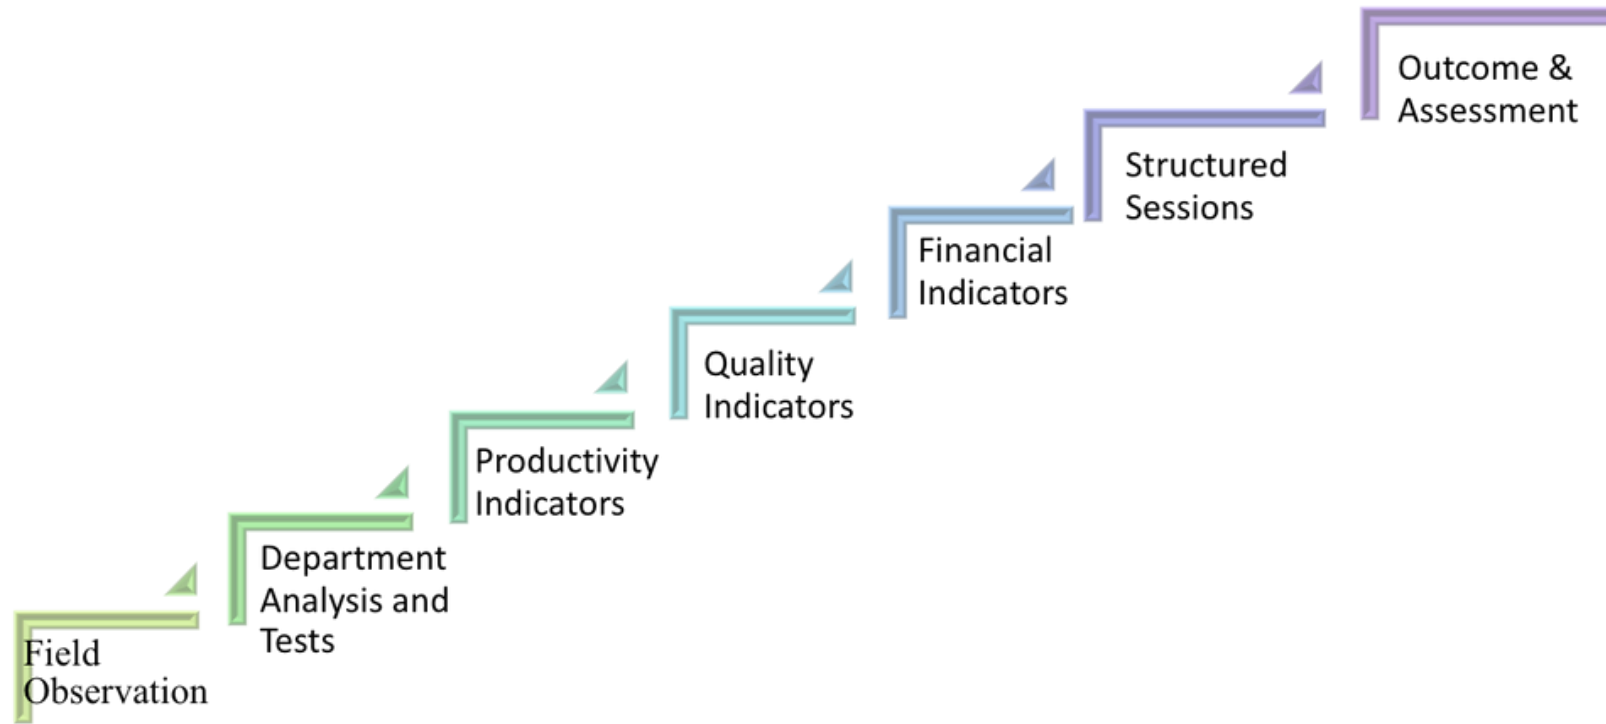 Field
Observation
Department
Analysis and
Tests
Productivity
Indicators
Quality
Indicators
Financial
Indicators
Structured
Sessions
Outcome &
Assessment